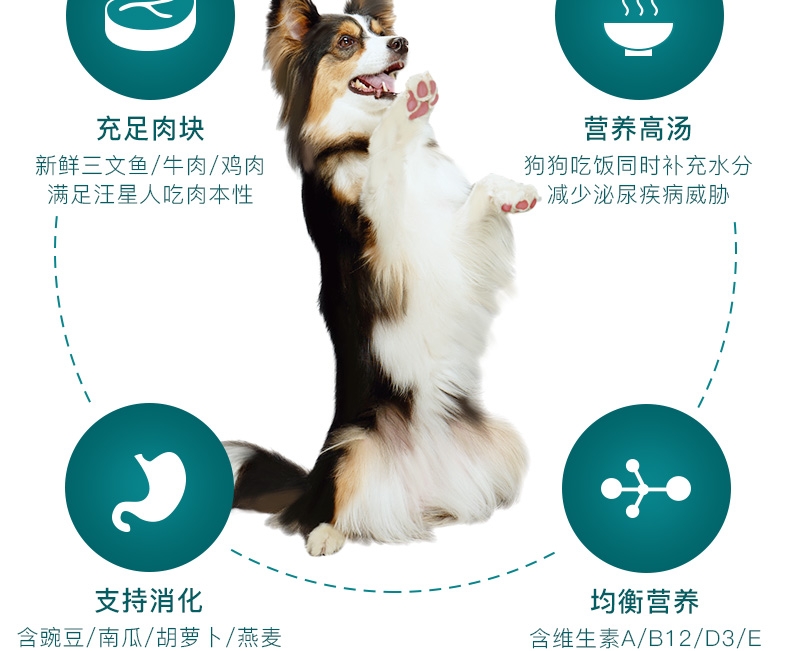 充足肉块
新鲜三文鱼/牛肉/鸡肉
满足汪星人吃肉本性
营养高汤
狗狗吃饭同时补充水分
减少泌尿疾病威胁
支持消化
含豌豆/南瓜/胡萝卜/燕麦
均衡营养
含维生素A/B12/D3/E